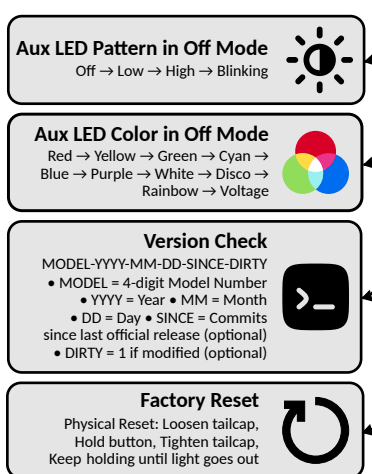 Aux LED Pattern in Off Mode
Off → Low → High → Blinking
Aux LED Color in Off Mode
Red → Yellow → Green → Cyan →
Blue → Purple → White → Disco →
Rainbow → Voltage
Version Check
MODEL-YYYY-MM-DD-SINCE-DIRTY
• MODEL = 4-digit Model Number
• YYYY = Year • MM = Month
• DD = Day • SINCE = Commits
since last official release (optional)
• DIRTY = 1 if modified (optional)
Factory Reset
Physical Reset: Loosen tailcap,
Hold button, Tighten tailcap,
Keep holding until light goes out